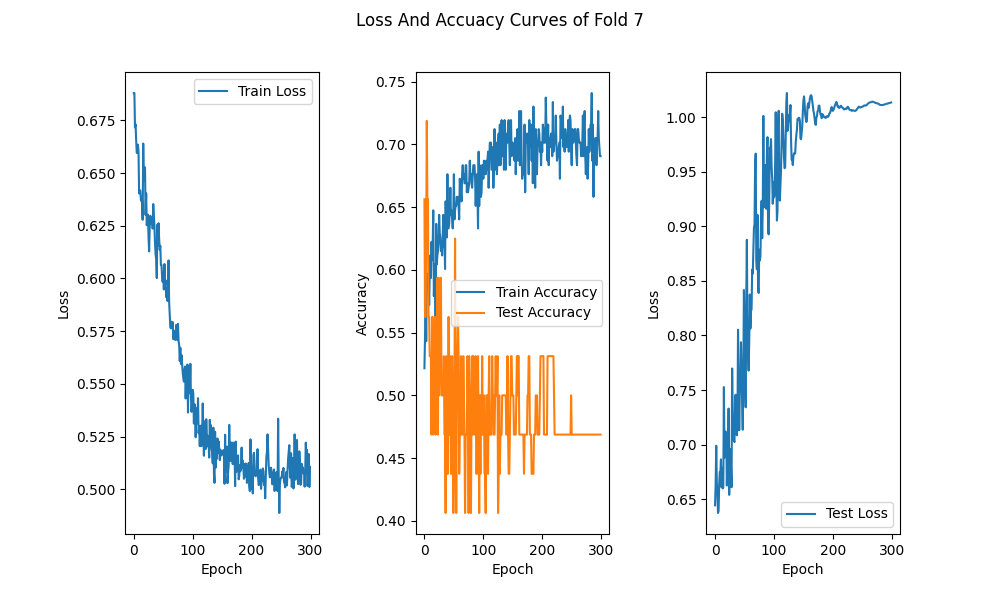 Loss And Accuacy Curves of Fold 7
Train Loss
0.675
0.650
0.625
0.600
0.575
0.550
0.525
0.500
Loss
0 100 200 300
Epoch
0.75
0.70
0.65
0.60
0.55
0.50
0.45
0.40
Accuracy
Train Accuracy
Test Accuracy
0 100 200 300
Epoch
1.00
0.95
0.90
0.85
0.80
0.75
0.70
0.65
Loss
Test Loss
0 100 200 300
Epoch